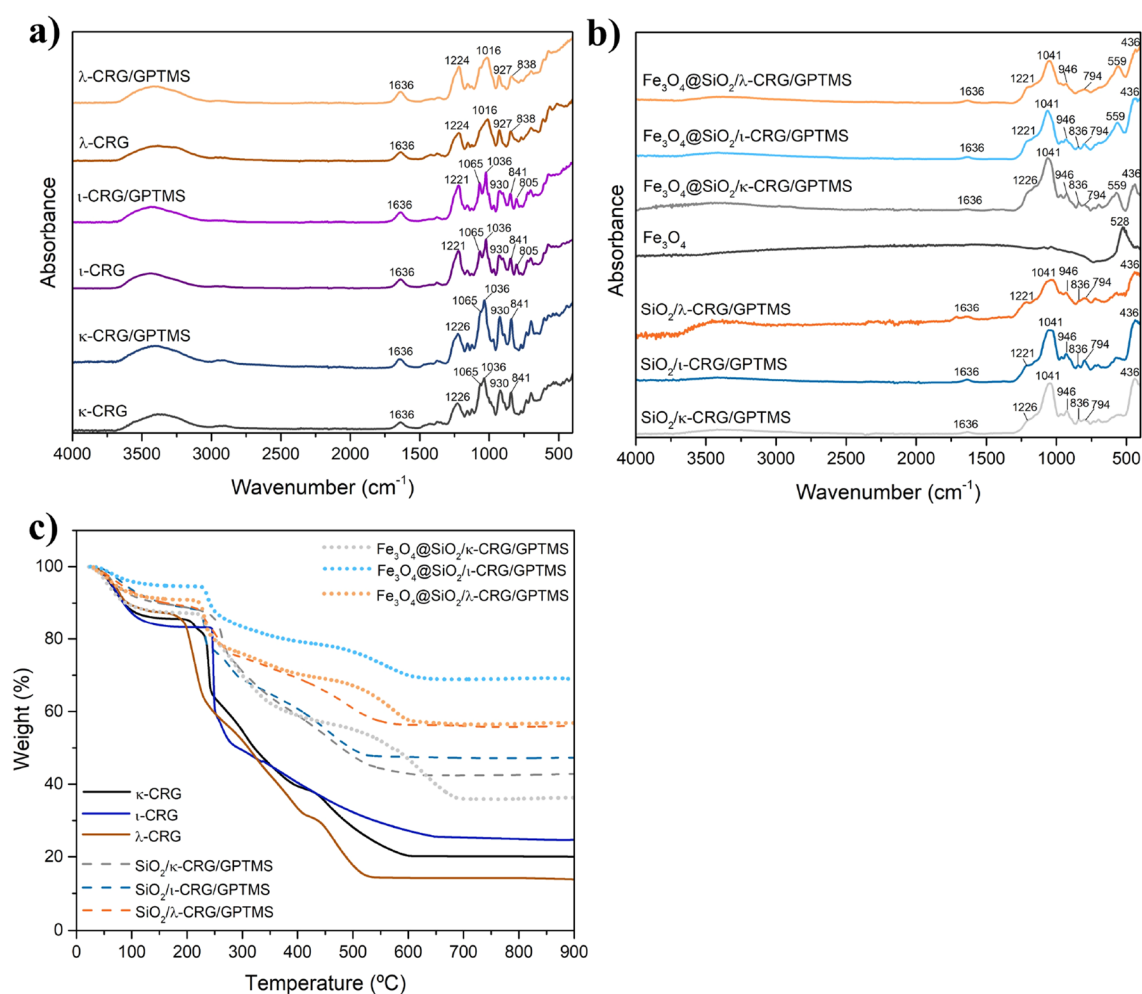 a)
λ-CRG/GPTMS
1636
1224
1016
927
838
λ-CRG
1636
1224
1016
927
838
ι-CRG/GPTMS
1636
1221
1065
1036
930
841
805
ι-CRG
1636
1221
1065
1036
930
841
805
κ-CRG/GPTMS
1636
1226
1065
1036
930
841
κ-CRG
1636
1226
1065
1036
930
841
Absorbance
4000 3500 3000 2500 2000 1500 1000 500
Wavenumber (cm⁻¹)
b)
Fe₃O₄@SiO₂/λ-CRG/GPTMS
1636
1221
1041
946
794
559
436
Fe₃O₄@SiO₂/ι-CRG/GPTMS
1636
1221
1041
946
836
794
559
436
Fe₃O₄@SiO₂/κ-CRG/GPTMS
1636
1226
1041
946
836
794
559
436
Fe₃O₄
528
SiO₂/λ-CRG/GPTMS
1636
1221
1041
946
836
794
436
SiO₂/ι-CRG/GPTMS
1636
1221
1041
946
836
794
436
SiO₂/κ-CRG/GPTMS
1636
1226
1041
946
836
794
436
Absorbance
4000 3500 3000 2500 2000 1500 1000 500
Wavenumber (cm⁻¹)
c)
Fe₃O₄@SiO₂/κ-CRG/GPTMS
Fe₃O₄@SiO₂/ι-CRG/GPTMS
Fe₃O₄@SiO₂/λ-CRG/GPTMS
κ-CRG
ι-CRG
λ-CRG
SiO₂/κ-CRG/GPTMS
SiO₂/ι-CRG/GPTMS
SiO₂/λ-CRG/GPTMS
Weight (%)
100
80
60
40
20
0
0 100 200 300 400 500 600 700 800 900
Temperature (ºC)